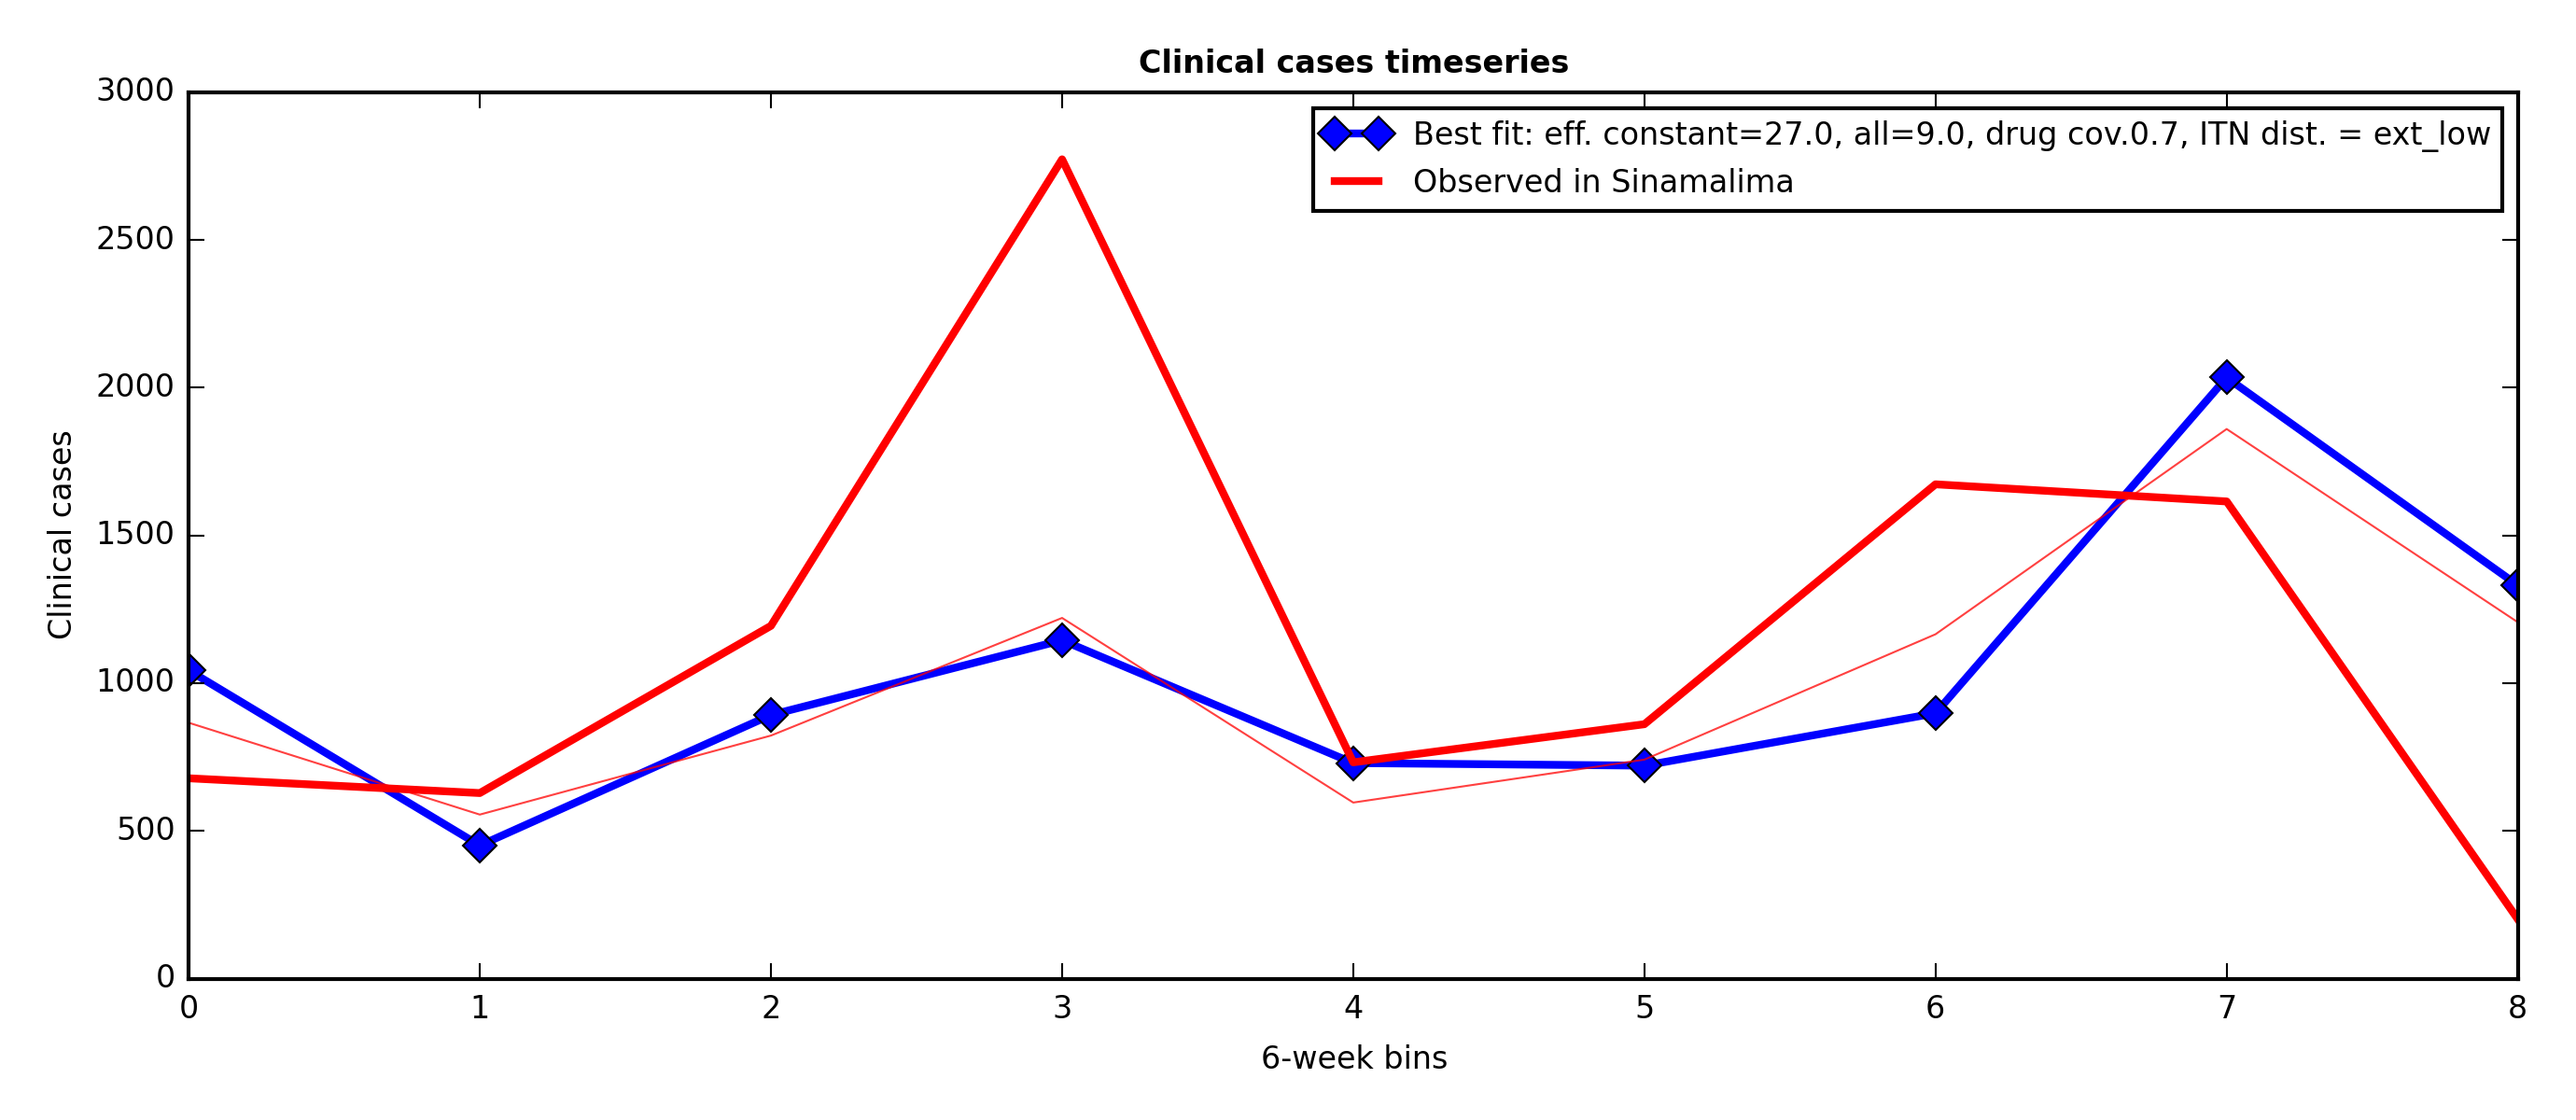 Clinical cases timeseries
3000
2500
2000
1500
1000
500
0
Clinical cases
Best fit: eff. constant=27.0, all=9.0, drug cov.0.7, ITN dist. = ext_low
Observed in Sinamalima
0 1 2 3 4 5 6 7 8
6-week bins